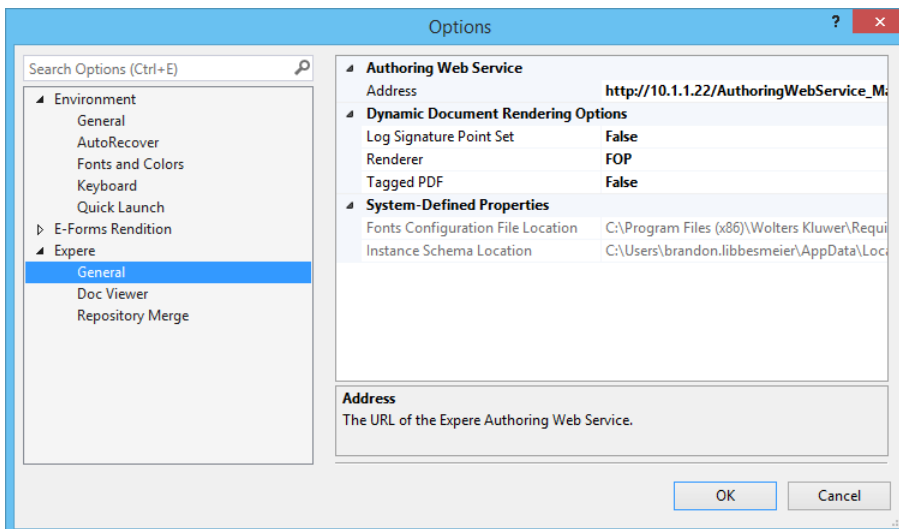 Options
?
Search Options (Ctrl+E)
Environment
General
AutoRecover
Fonts and Colors
Keyboard
Quick Launch
E-Forms Rendition
Expere
General
Doc Viewer
Repository Merge
Authoring Web Service
Address http://10.1.1.22/AuthoringWebService_Ma
Dynamic Document Rendering Options
Log Signature Point Set False
Renderer FOP
Tagged PDF False
System-Defined Properties
Fonts Configuration File Location C:\Program Files (x86)\Wolters Kluwer\Requi
Instance Schema Location C:\Users\brandon.libbesmeier\AppData\Loca
Address
The URL of the Expere Authoring Web Service.
OK Cancel